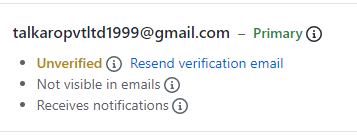 talkaropvtltd1999@gmail.com – Primary
Unverified Resend verification email
Not visible in emails
Receives notifications